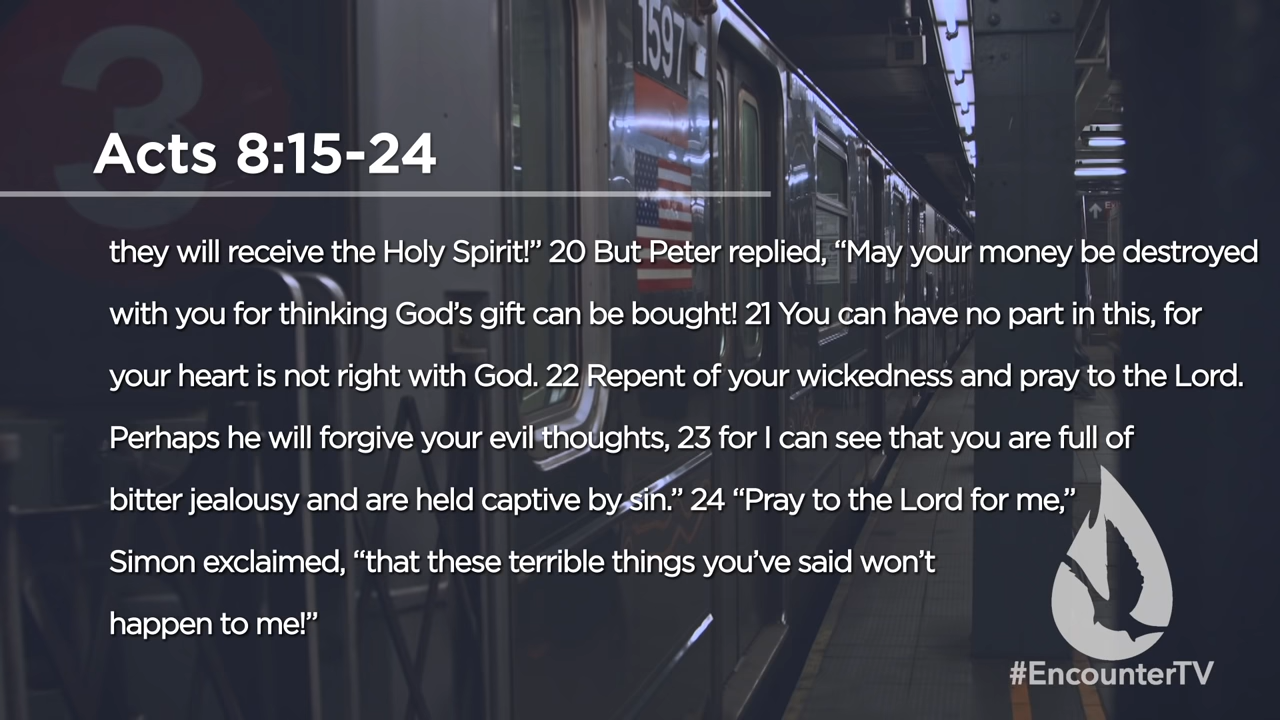 3
1597
Acts 8:15-24
they will receive the Holy Spirit!” 20 But Peter replied, “May your money be destroyed
with you for thinking God’s gift can be bought! 21 You can have no part in this, for
your heart is not right with God. 22 Repent of your wickedness and pray to the Lord.
Perhaps he will forgive your evil thoughts, 23 for I can see that you are full of
bitter jealousy and are held captive by sin.” 24 “Pray to the Lord for me,”
Simon exclaimed, “that these terrible things you’ve said won’t
happen to me!”
#EncounterTV